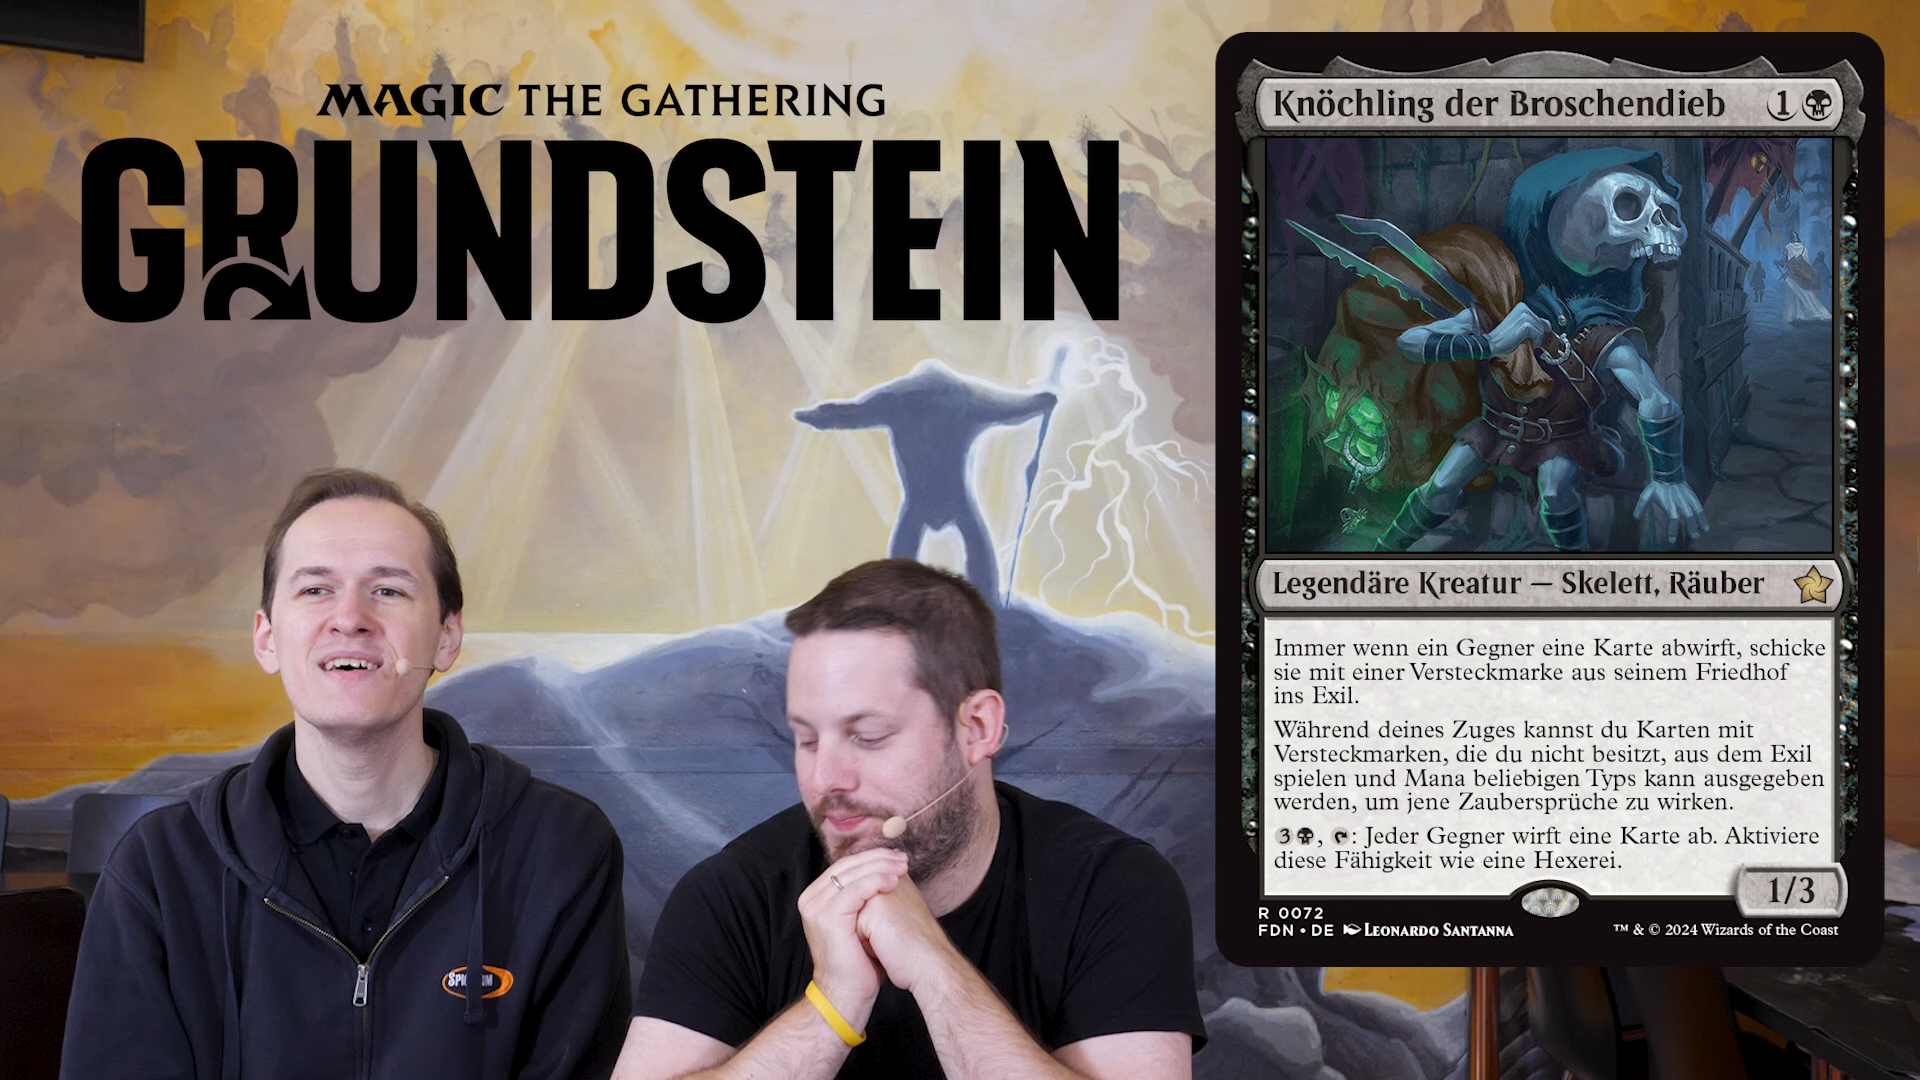 MAGIC THE GATHERING
GRUNDSTEIN
Knöchling der Broschendieb 1
Legendäre Kreatur — Skelett, Räuber
Immer wenn ein Gegner eine Karte abwirft, schicke
sie mit einer Versteckmarke aus seinem Friedhof
ins Exil.
Während deines Zuges kannst du Karten mit
Versteckmarken, die du nicht besitzt, aus dem Exil
spielen und Mana beliebigen Typs kann ausgegeben
werden, um jene Zaubersprüche zu wirken.
3, : Jeder Gegner wirft eine Karte ab. Aktiviere
diese Fähigkeit wie eine Hexerei.
1/3
R 0072
FDN • DE Leonardo Santanna
™ & © 2024 Wizards of the Coast